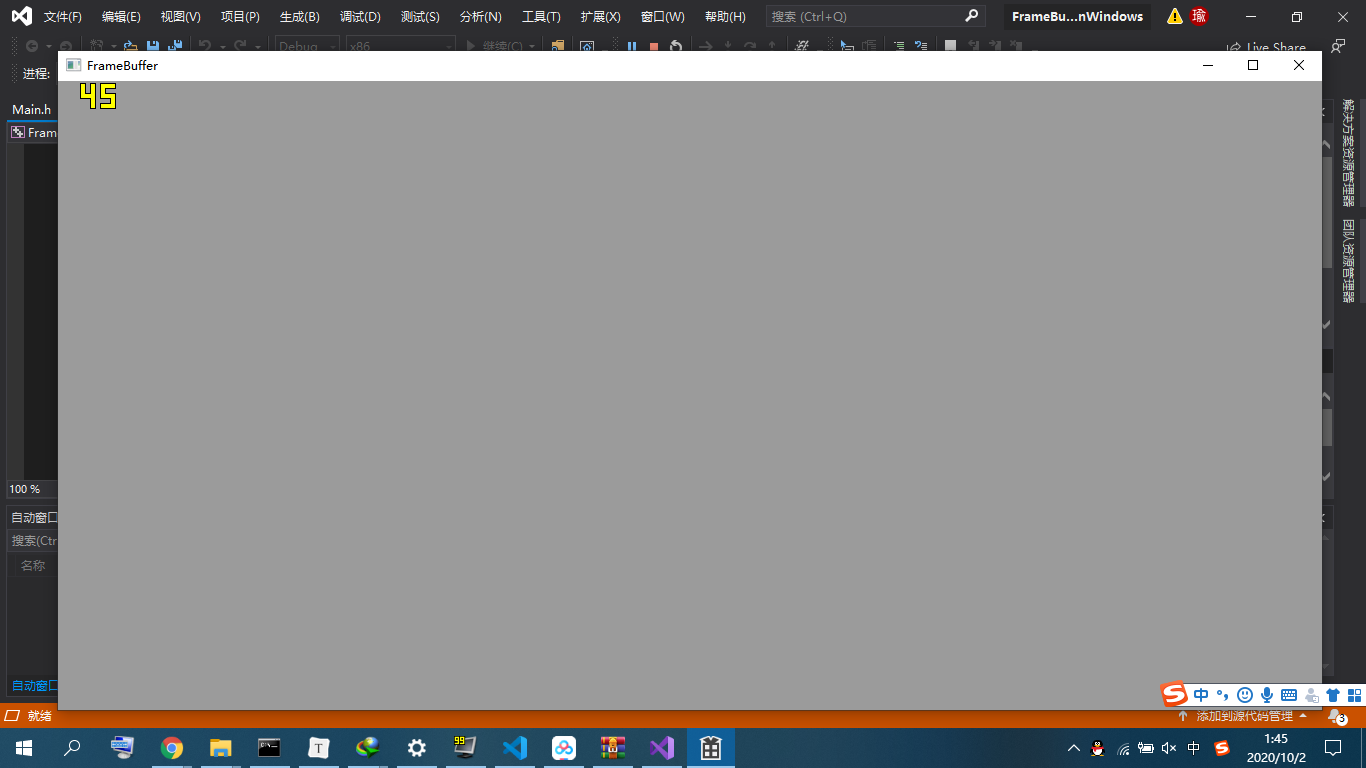 文件(F) 编辑(E) 视图(V) 项目(P) 生成(B) 调试(D) 测试(S) 分析(N) 工具(T) 扩展(X) 窗口(W) 帮助(H) 搜索 (Ctrl+Q) FrameBu...nWindows 瑜
Debug x86 继续(C) Live Share
进程:
FrameBuffer
45
Main.h
Fram
100 %
自动窗口
搜索(Ctr
名称
自动窗口
解决方案资源管理器
团队资源管理器
中
就绪
添加到源代码管理
3
99
T
中
1:45
2020/10/2